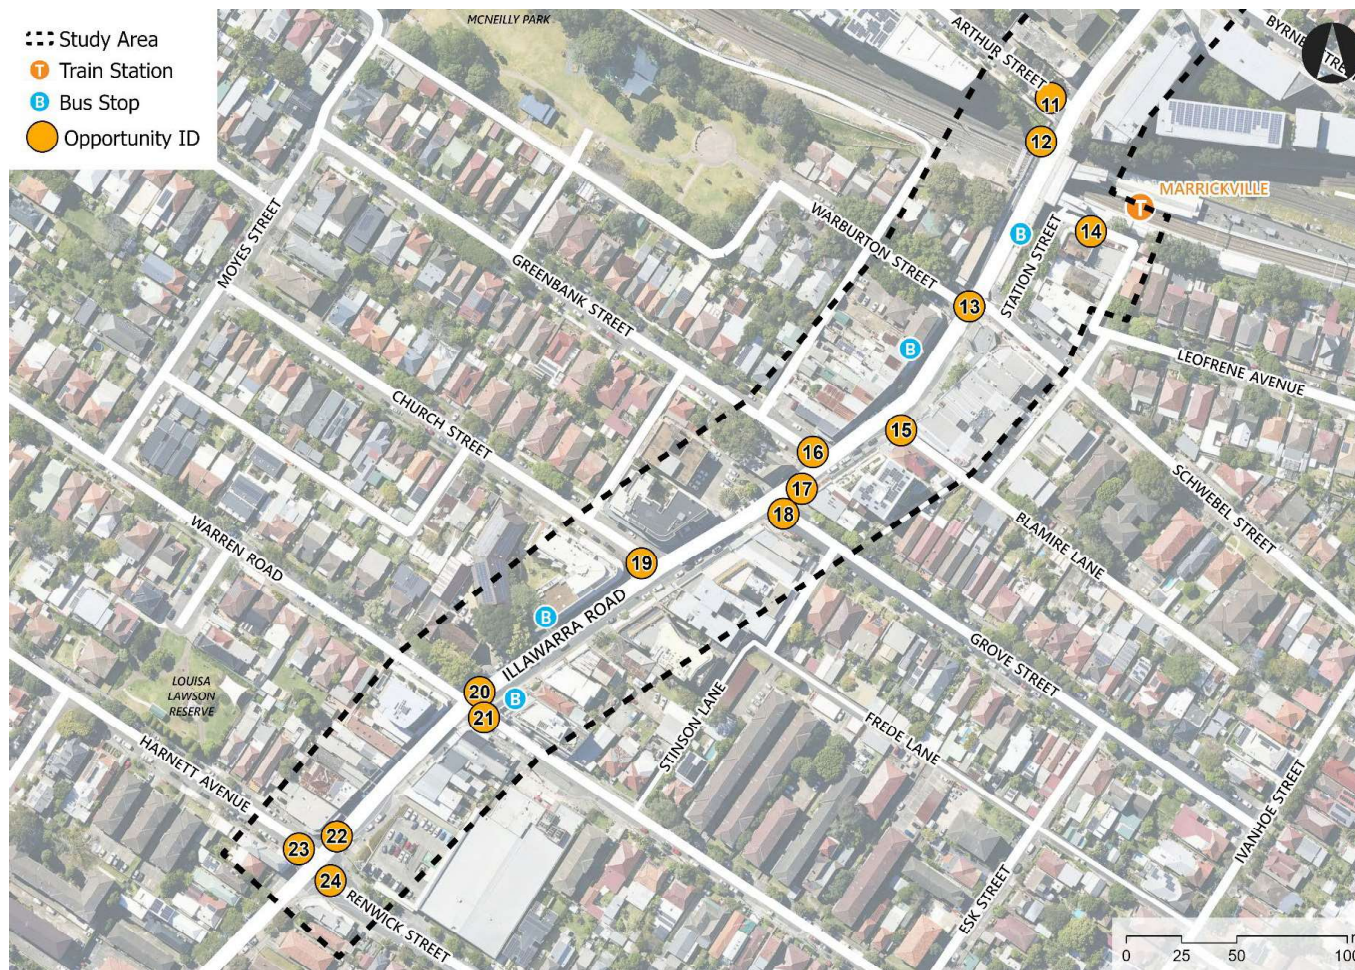 Study Area
T Train Station
B Bus Stop
Opportunity ID
MCNEILLY PARK
ARTHUR STREET
BYRNE STREET
11
12
MARRICKVILLE
T
14
B
STATION STREET
WARBURTON STREET
13
MOYES STREET
GREENBANK STREET
B
LEOFRENE AVENUE
CHURCH STREET
15
16
17
18
SCHWEBEL STREET
BLAMIRE LANE
WARREN ROAD
19
B
ILLAWARRA ROAD
GROVE STREET
LOUISA
LAWSON
RESERVE
20
B
21
STINSON LANE
FREDE LANE
HARNETT AVENUE
22
23
24
RENWICK STREET
ESK STREET
IVANHOE STREET
0 25 50 100